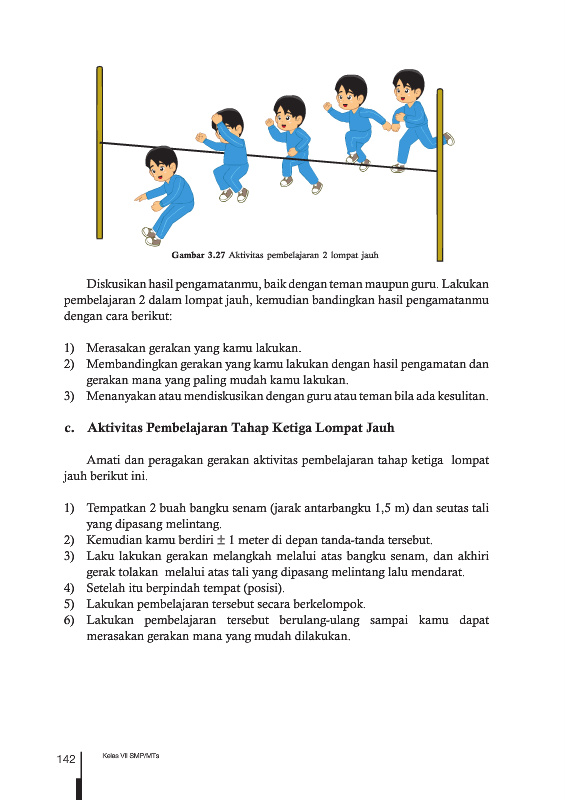 Gambar 3.27 Aktivitas pembelajaran 2 lompat jauh
Diskusikan hasil pengamatanmu, baik dengan teman maupun guru. Lakukan
pembelajaran 2 dalam lompat jauh, kemudian bandingkan hasil pengamatanmu
dengan cara berikut:
1) Merasakan gerakan yang kamu lakukan.
2) Membandingkan gerakan yang kamu lakukan dengan hasil pengamatan dan
gerakan mana yang paling mudah kamu lakukan.
3) Menanyakan atau mendiskusikan dengan guru atau teman bila ada kesulitan.
c. Aktivitas Pembelajaran Tahap Ketiga Lompat Jauh
Amati dan peragakan gerakan aktivitas pembelajaran tahap ketiga lompat
jauh berikut ini.
1) Tempatkan 2 buah bangku senam (jarak antarbangku 1,5 m) dan seutas tali
yang dipasang melintang.
2) Kemudian kamu berdiri ± 1 meter di depan tanda-tanda tersebut.
3) Laku lakukan gerakan melangkah melalui atas bangku senam, dan akhiri
gerak tolakan melalui atas tali yang dipasang melintang lalu mendarat.
4) Setelah itu berpindah tempat (posisi).
5) Lakukan pembelajaran tersebut secara berkelompok.
6) Lakukan pembelajaran tersebut berulang-ulang sampai kamu dapat
merasakan gerakan mana yang mudah dilakukan.
142
Kelas VII SMP/MTs